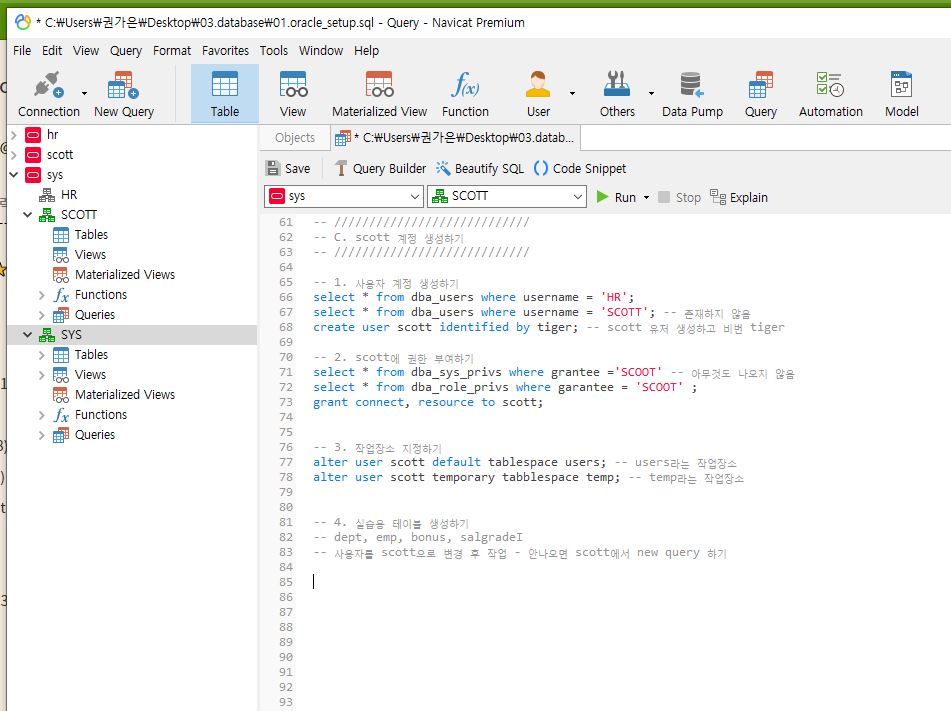 * C:₩Users₩권가은₩Desktop₩03.database₩01.oracle_setup.sql - Query - Navicat Premium
File Edit View Query Format Favorites Tools Window Help
Connection New Query Table View Materialized View Function User Others Data Pump Query Automation Model
hr
scott
sys
HR
SCOTT
Tables
Views
Materialized Views
Functions
Queries
SYS
Tables
Views
Materialized Views
Functions
Queries
Objects * C:₩Users₩권가은₩Desktop₩03.datab...
Save Query Builder Beautify SQL Code Snippet
sys SCOTT Run Stop Explain
61 -- ////////////////////////////
62 -- C. scott 계정 생성하기
63 -- ////////////////////////////
64
65 -- 1. 사용자 계정 생성하기
66 select * from dba_users where username = 'HR';
67 select * from dba_users where username = 'SCOTT'; -- 존재하지 않음
68 create user scott identified by tiger; -- scott 유저 생성하고 비번 tiger
69
70 -- 2. scott에 권한 부여하기
71 select * from dba_sys_privs where grantee ='SCOOT' -- 아무것도 나오지 않음
72 select * from dba_role_privs where garantee = 'SCOOT' ;
73 grant connect, resource to scott;
74
75
76 -- 3. 작업장소 지정하기
77 alter user scott default tablespace users; -- users라는 작업장소
78 alter user scott temporary tabblespace temp; -- temp라는 작업장소
79
80
81 -- 4. 실습용 테이블 생성하기
82 -- dept, emp, bonus, salgradeI
83 -- 사용자를 scott으로 변경 후 작업 - 안나오면 scott에서 new query 하기
84
85
86
87
88
89
90
91
92
93